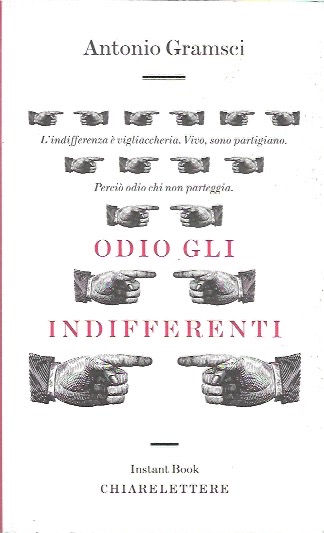 Antonio Gramsci
L'indifferenza è vigliaccheria. Vivo, sono partigiano.
Perciò odio chi non parteggia.
ODIO GLI
INDIFFERENTI
Instant Book
CHIARELETTERE